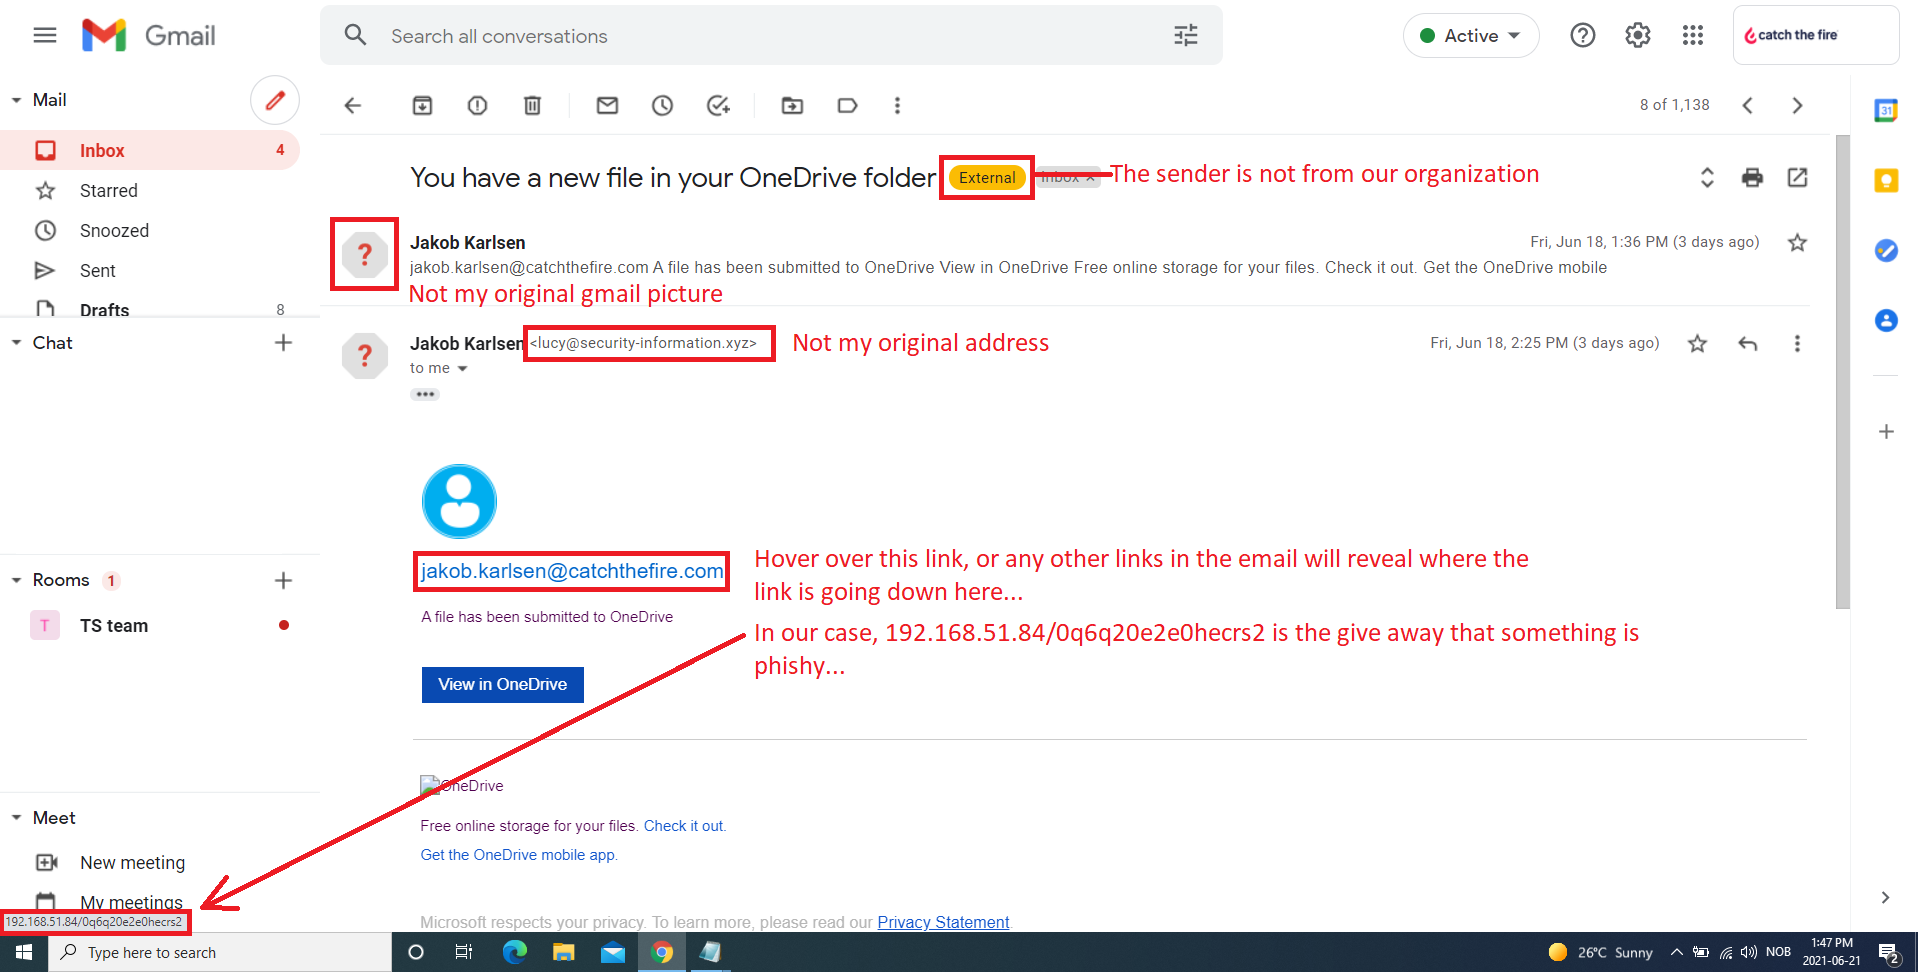 Gmail
Search all conversations
Active
catch the fire
Mail
Inbox 4
Starred
Snoozed
Sent
Drafts 8
Chat
Rooms 1
T TS team
Meet
New meeting
My meetings
192.168.51.84/0q6q20e2e0hecrs2
8 of 1,138
31
You have a new file in your OneDrive folder External Inbox × The sender is not from our organization
? Jakob Karlsen Fri, Jun 18, 1:36 PM (3 days ago)
jakob.karlsen@catchthefire.com A file has been submitted to OneDrive View in OneDrive Free online storage for your files. Check it out. Get the OneDrive mobile
Not my original gmail picture
? Jakob Karlsen <lucy@security-information.xyz> Not my original address Fri, Jun 18, 2:25 PM (3 days ago)
to me
jakob.karlsen@catchthefire.com
Hover over this link, or any other links in the email will reveal where the
link is going down here...
A file has been submitted to OneDrive
In our case, 192.168.51.84/0q6q20e2e0hecrs2 is the give away that something is
phishy...
View in OneDrive
OneDrive
Free online storage for your files. Check it out.
Get the OneDrive mobile app.
Microsoft respects your privacy. To learn more, please read our Privacy Statement.
Type here to search
26°C Sunny
NOB
1:47 PM
2021-06-21
2